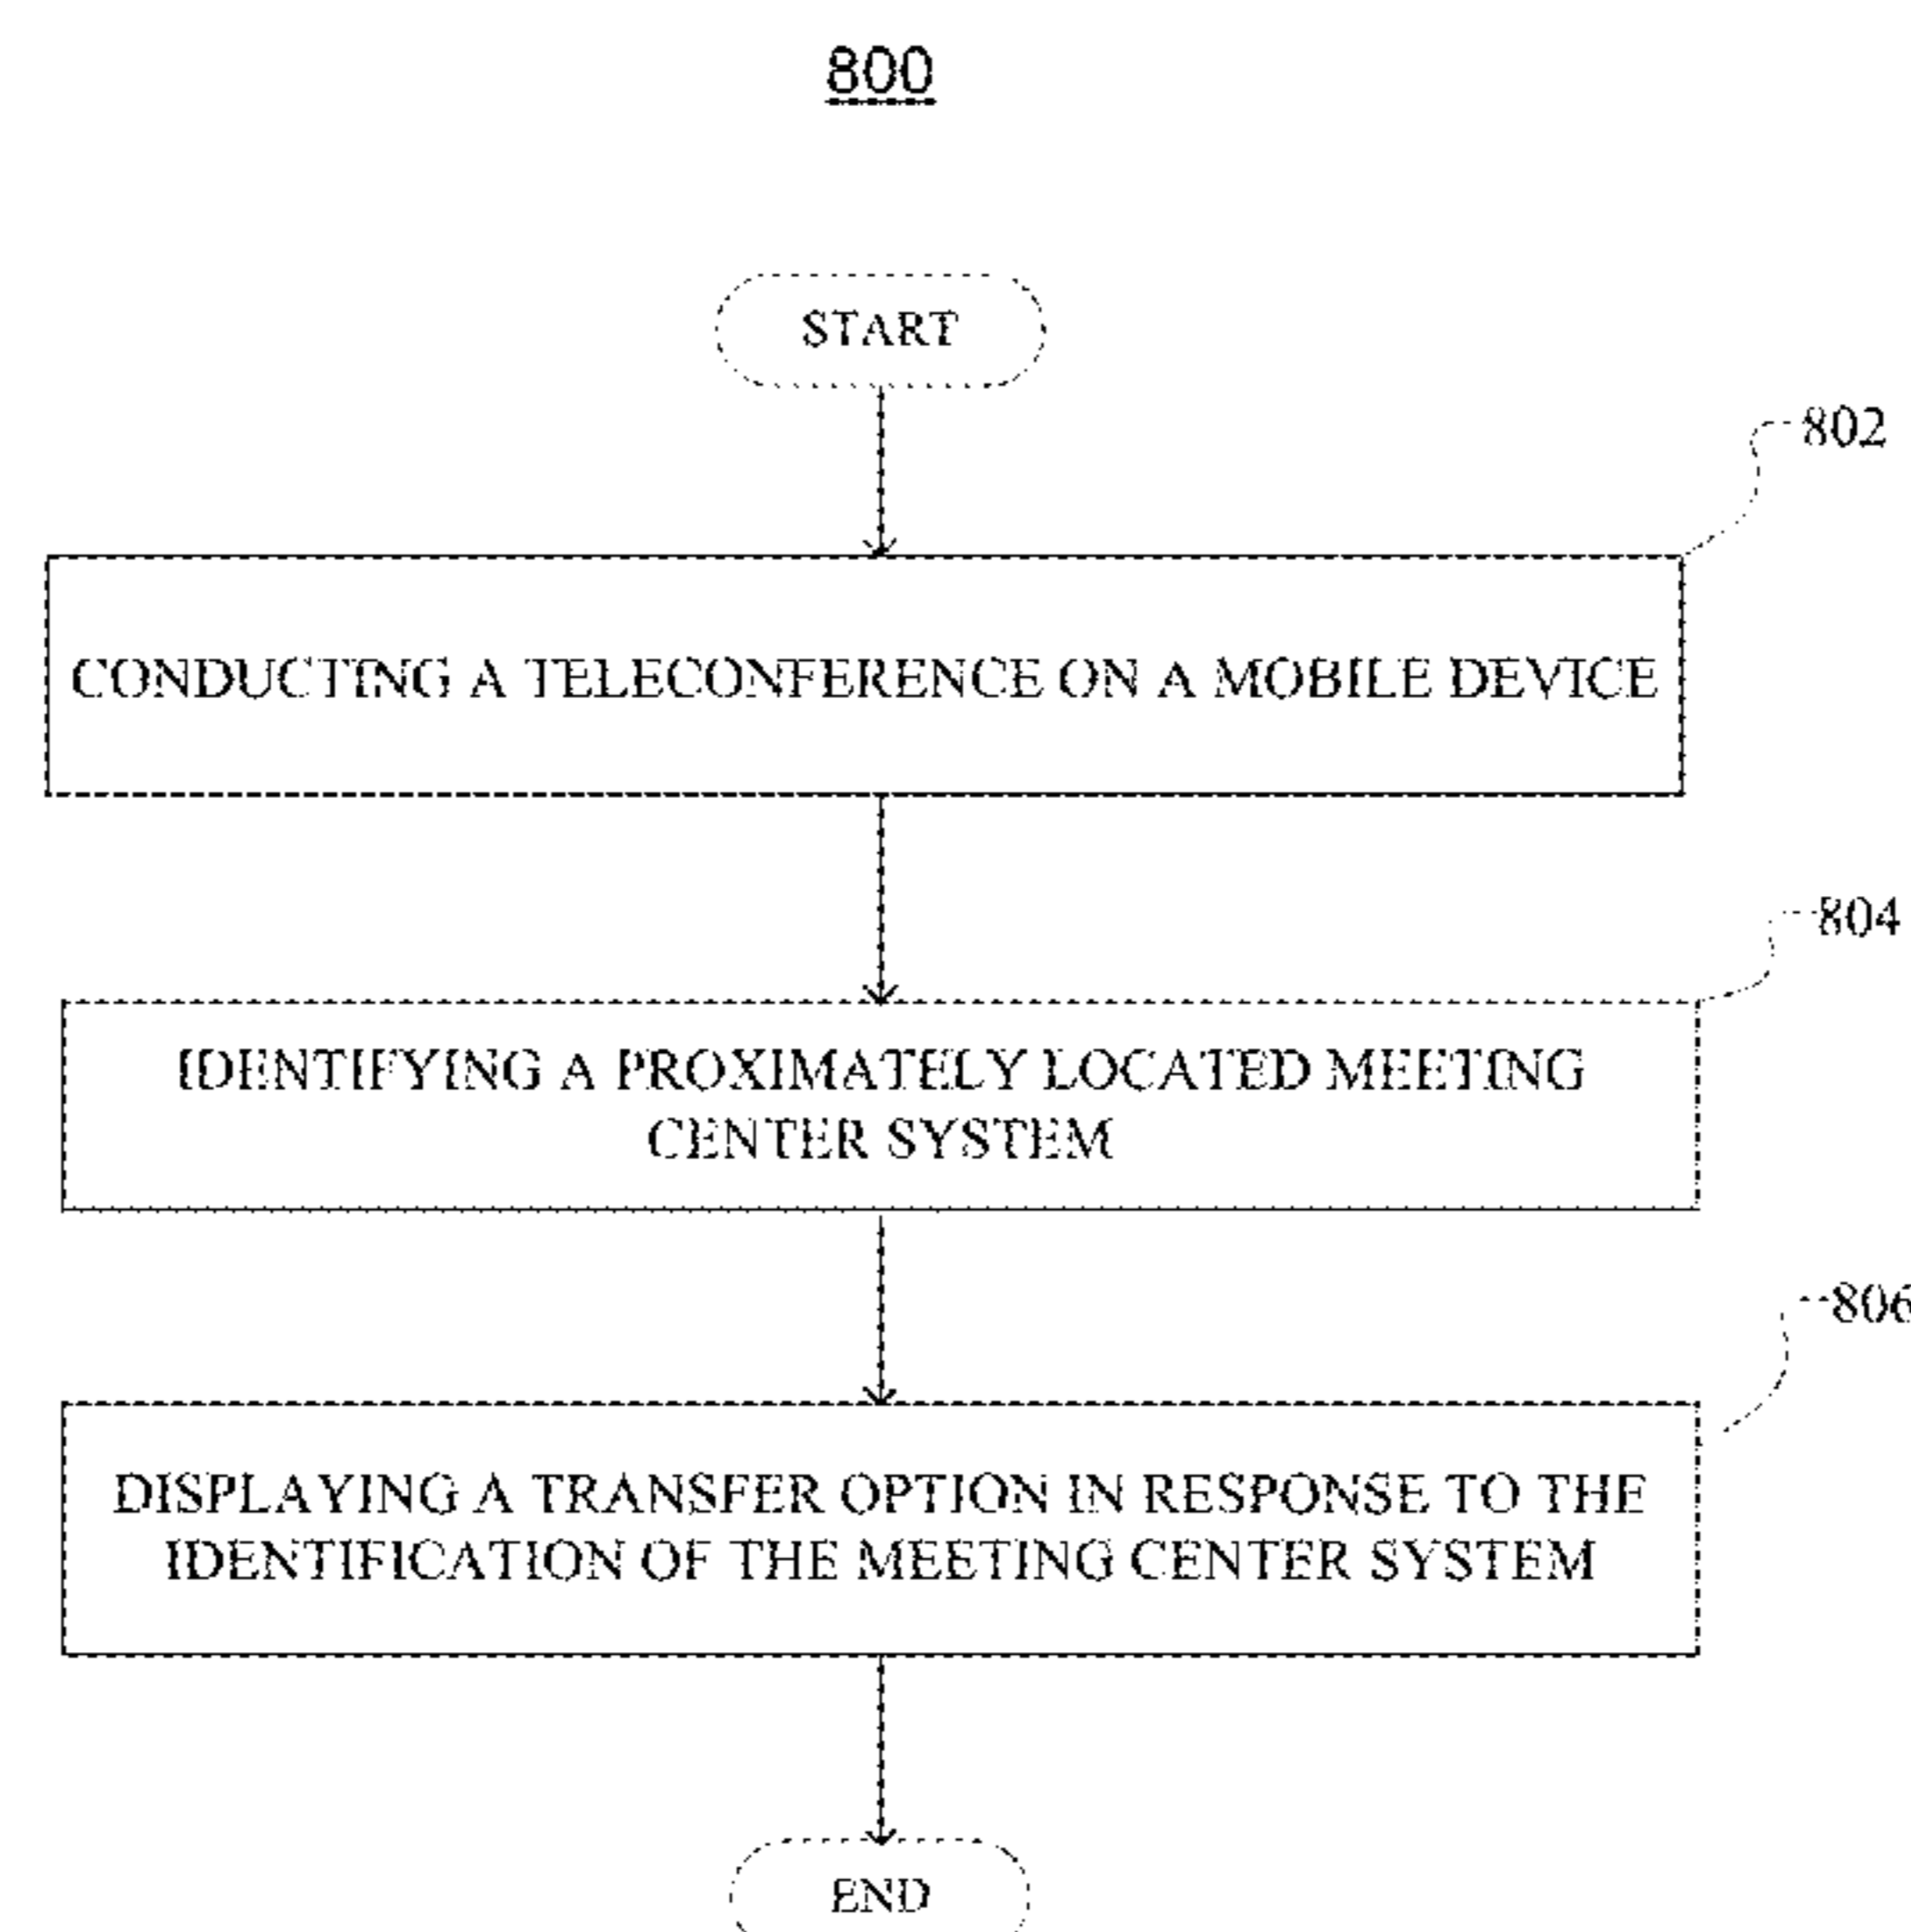 800
START
802
CONDUCTING A TELECONFERENCE ON A MOBILE DEVICE
804
IDENTIFYING A PROXIMATELY LOCATED MEETING
CENTER SYSTEM
806
DISPLAYING A TRANSFER OPTION IN RESPONSE TO THE
IDENTIFICATION OF THE MEETING CENTER SYSTEM
END